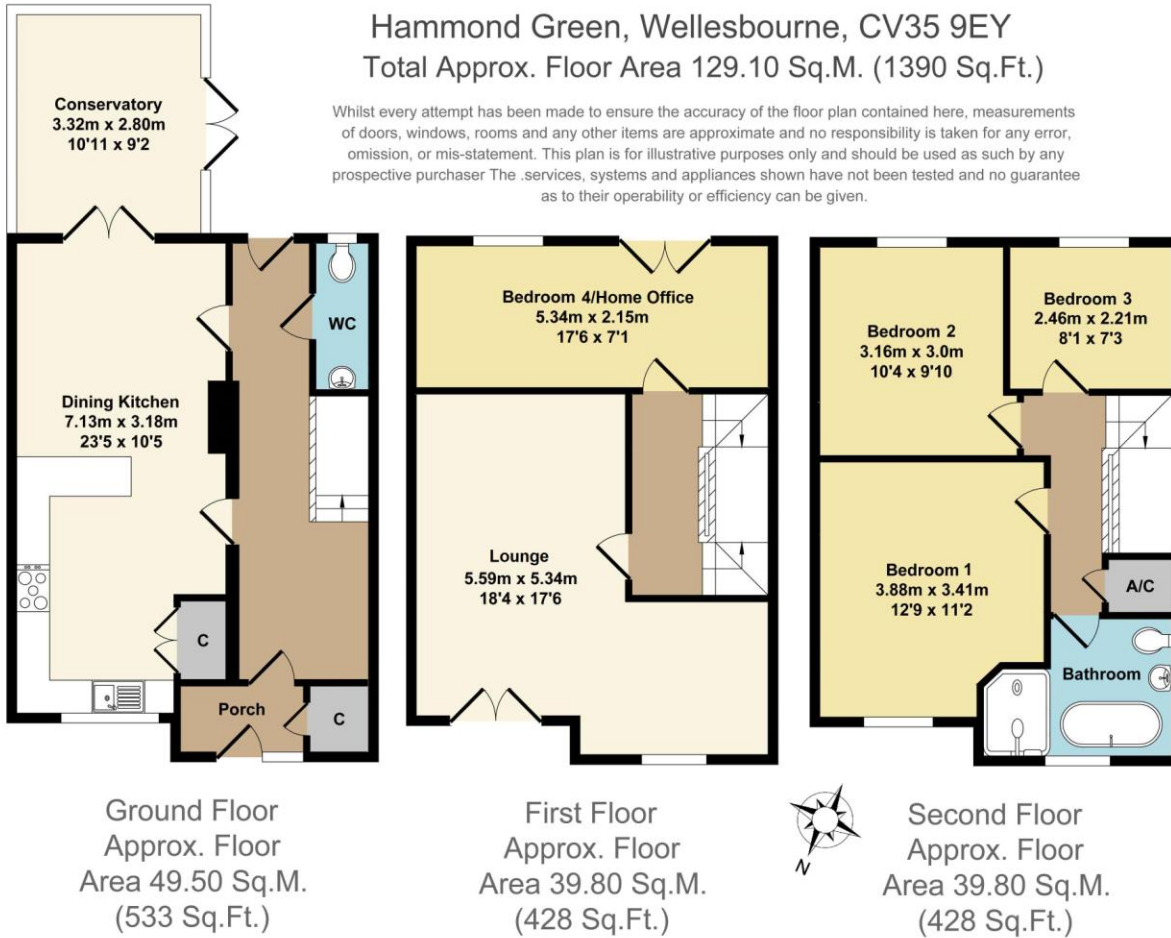 Hammond Green, Wellesbourne, CV35 9EY
Total Approx. Floor Area 129.10 Sq.M. (1390 Sq.Ft.)
Whilst every attempt has been made to ensure the accuracy of the floor plan contained here, measurements
of doors, windows, rooms and any other items are approximate and no responsibility is taken for any error,
omission, or mis-statement. This plan is for illustrative purposes only and should be used as such by any
prospective purchaser The .services, systems and appliances shown have not been tested and no guarantee
as to their operability or efficiency can be given.
Conservatory
3.32m x 2.80m
10'11 x 9'2
WC
Dining Kitchen
7.13m x 3.18m
23'5 x 10'5
C
Porch
C
Ground Floor
Approx. Floor
Area 49.50 Sq.M.
(533 Sq.Ft.)
Bedroom 4/Home Office
5.34m x 2.15m
17'6 x 7'1
Lounge
5.59m x 5.34m
18'4 x 17'6
First Floor
Approx. Floor
Area 39.80 Sq.M.
(428 Sq.Ft.)
N
Bedroom 2
3.16m x 3.0m
10'4 x 9'10
Bedroom 3
2.46m x 2.21m
8'1 x 7'3
Bedroom 1
3.88m x 3.41m
12'9 x 11'2
A/C
Bathroom
Second Floor
Approx. Floor
Area 39.80 Sq.M.
(428 Sq.Ft.)